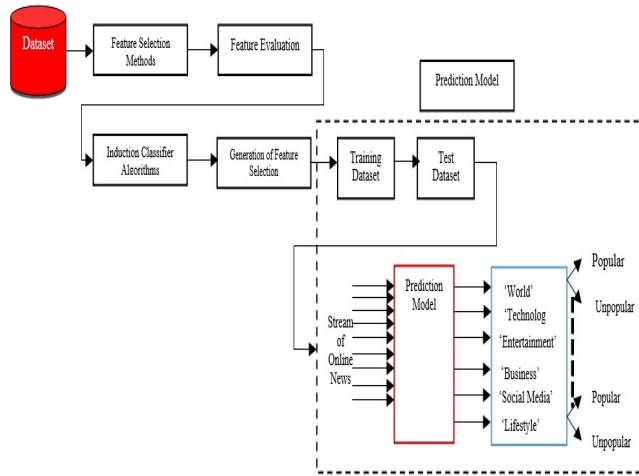 Dataset
Feature Selection
Methods
Feature Evaluation
Prediction Model
Induction Classifier
Algorithms
Generation of Feature
Selection
Training
Dataset
Test
Dataset
Stream
of
Online
News
Prediction
Model
'World'
'Technolog
'Entertainment'
'Business'
'Social Media'
'Lifestyle'
Popular
Unpopular
Popular
Unpopular